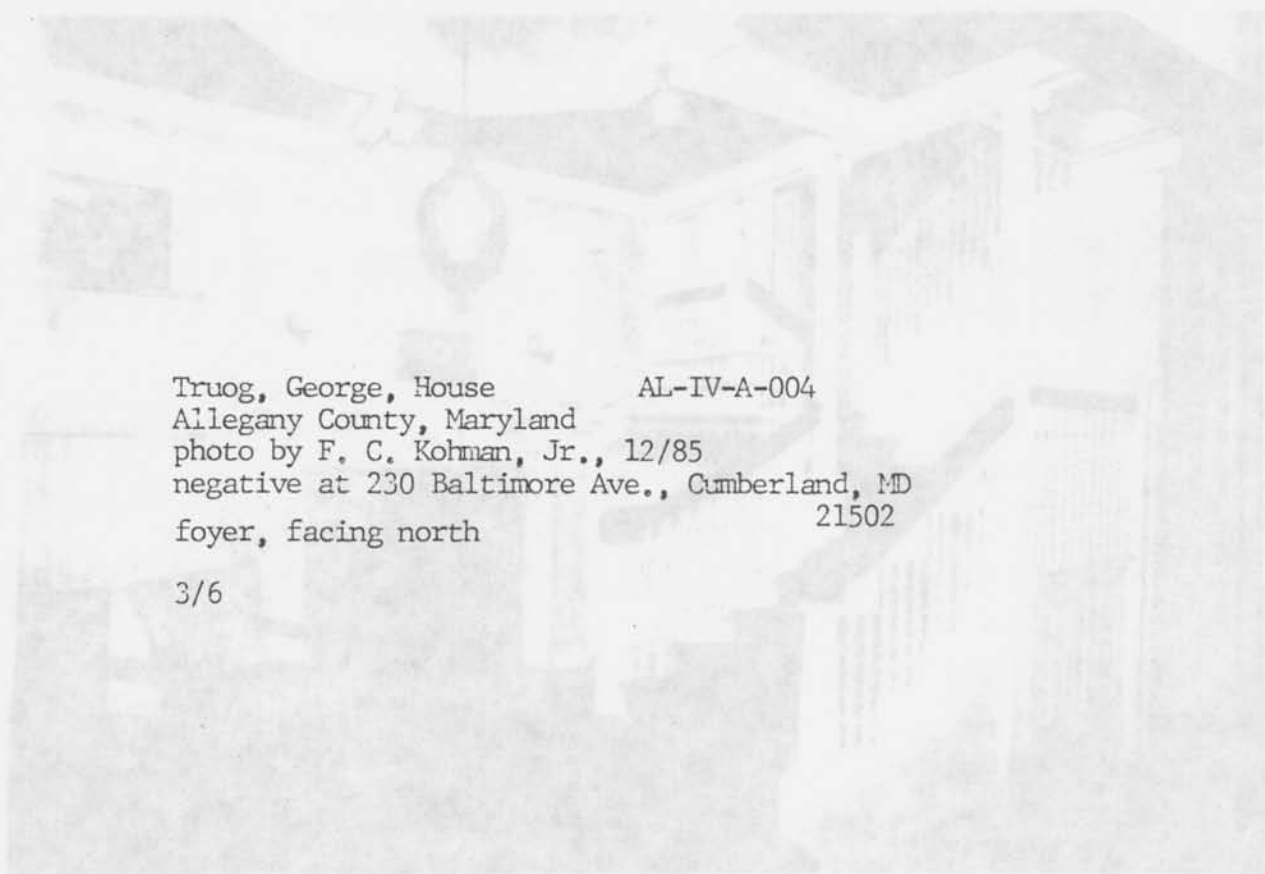 Truog, George, House AL-IV-A-004
Allegany County, Maryland
photo by F. C. Kohman, Jr., 12/85
negative at 230 Baltimore Ave., Cumberland, MD
21502
foyer, facing north
3/6